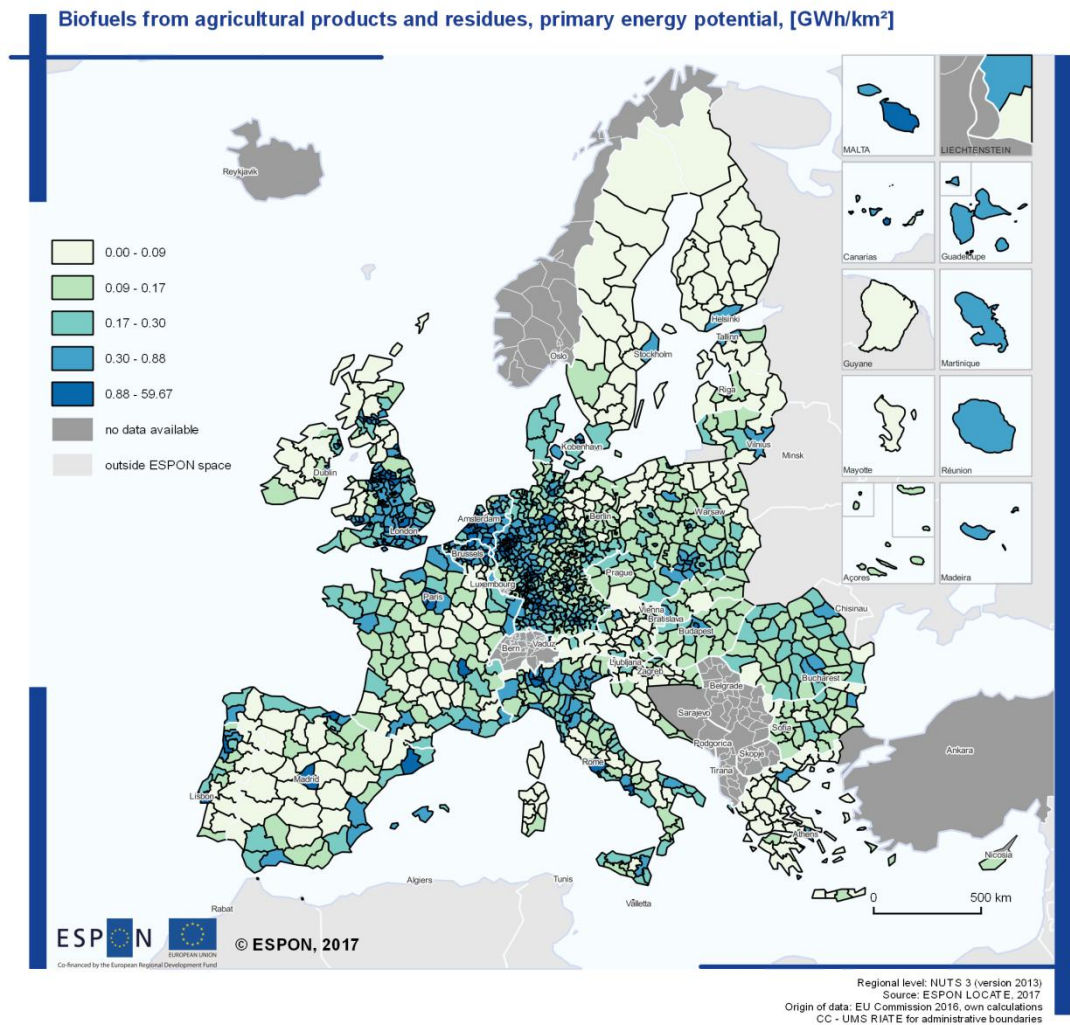 Biofuels from agricultural products and residues, primary energy potential, [GWh/km²]
MALTA
LIECHTENSTEIN
Reykjavik
Canarias
Guadeloupe
0.00 - 0.09
0.09 - 0.17
0.17 - 0.30
0.30 - 0.88
0.88 - 59.67
no data available
outside ESPON space
Guyane
Martinique
Helsinki
Tallinn
Oslo
Stockholm
Riga
Mayotte
Réunion
København
Vilnius
Minsk
Dublin
Açores
Madeira
Amsterdam
Berlin
Warsaw
London
Brussels
Luxembourg
Prague
Paris
Vienna
Bratislava
Chisinau
Budapest
Bern
Vaduz
Ljubljana
Zagreb
Bucharest
Belgrade
Sarajevo
Sofia
Podgorica
Skopje
Rome
Tirana
Ankara
Madrid
Lisbon
Athens
Nicosia
Algiers
Tunis
Valletta
Rabat
0 500 km
ESPON
EUROPEAN UNION
© ESPON, 2017
Co-financed by the European Regional Development Fund
Regional level: NUTS 3 (version 2013)
Source: ESPON LOCATE, 2017
Origin of data: EU Commission 2016, own calculations
CC - UMS RIATE for administrative boundaries